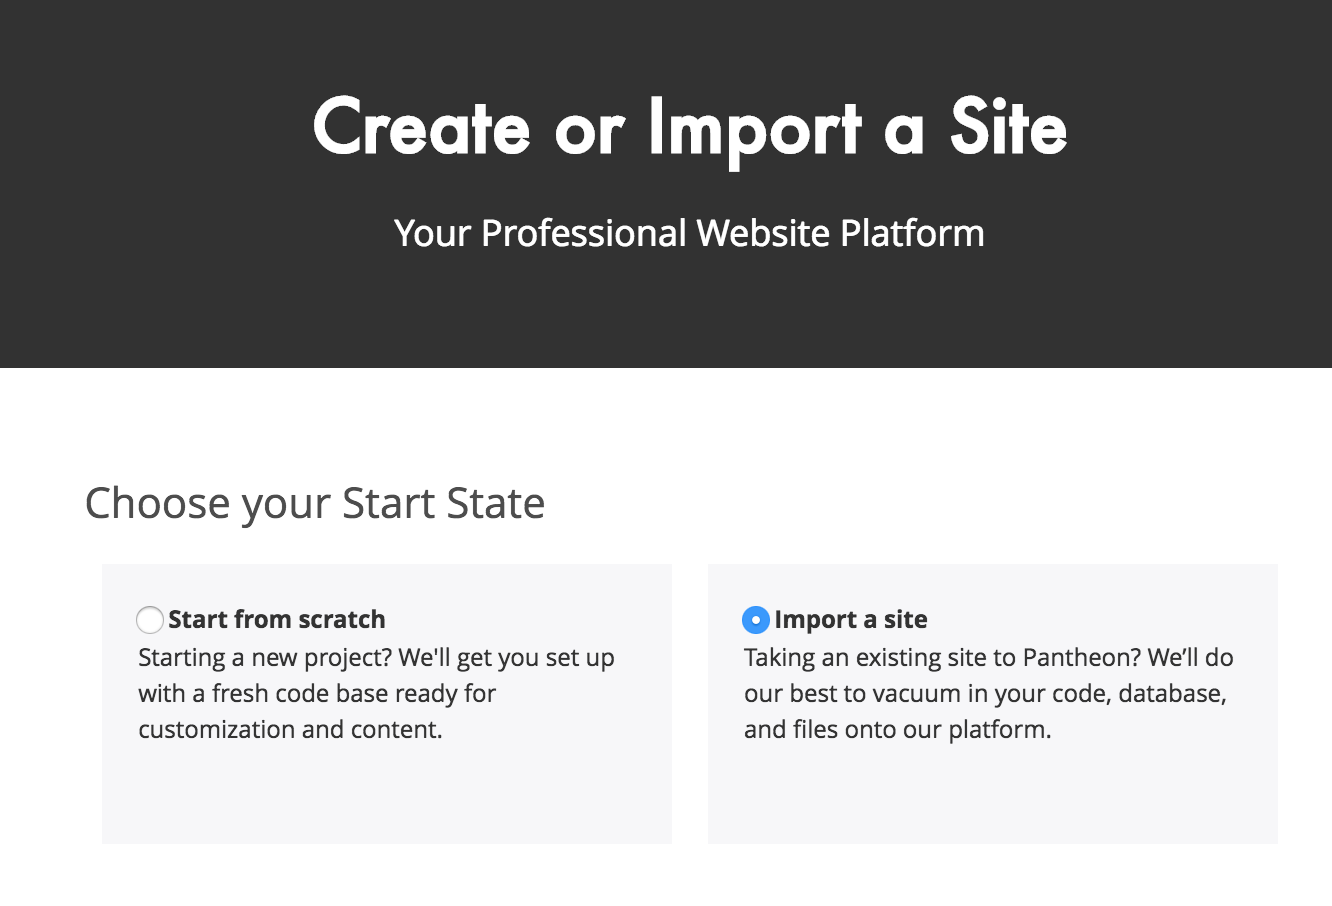 Create or Import a Site
Your Professional Website Platform
Choose your Start State
Start from scratch
Starting a new project? We'll get you set up
with a fresh code base ready for
customization and content.
Import a site
Taking an existing site to Pantheon? We’ll do
our best to vacuum in your code, database,
and files onto our platform.